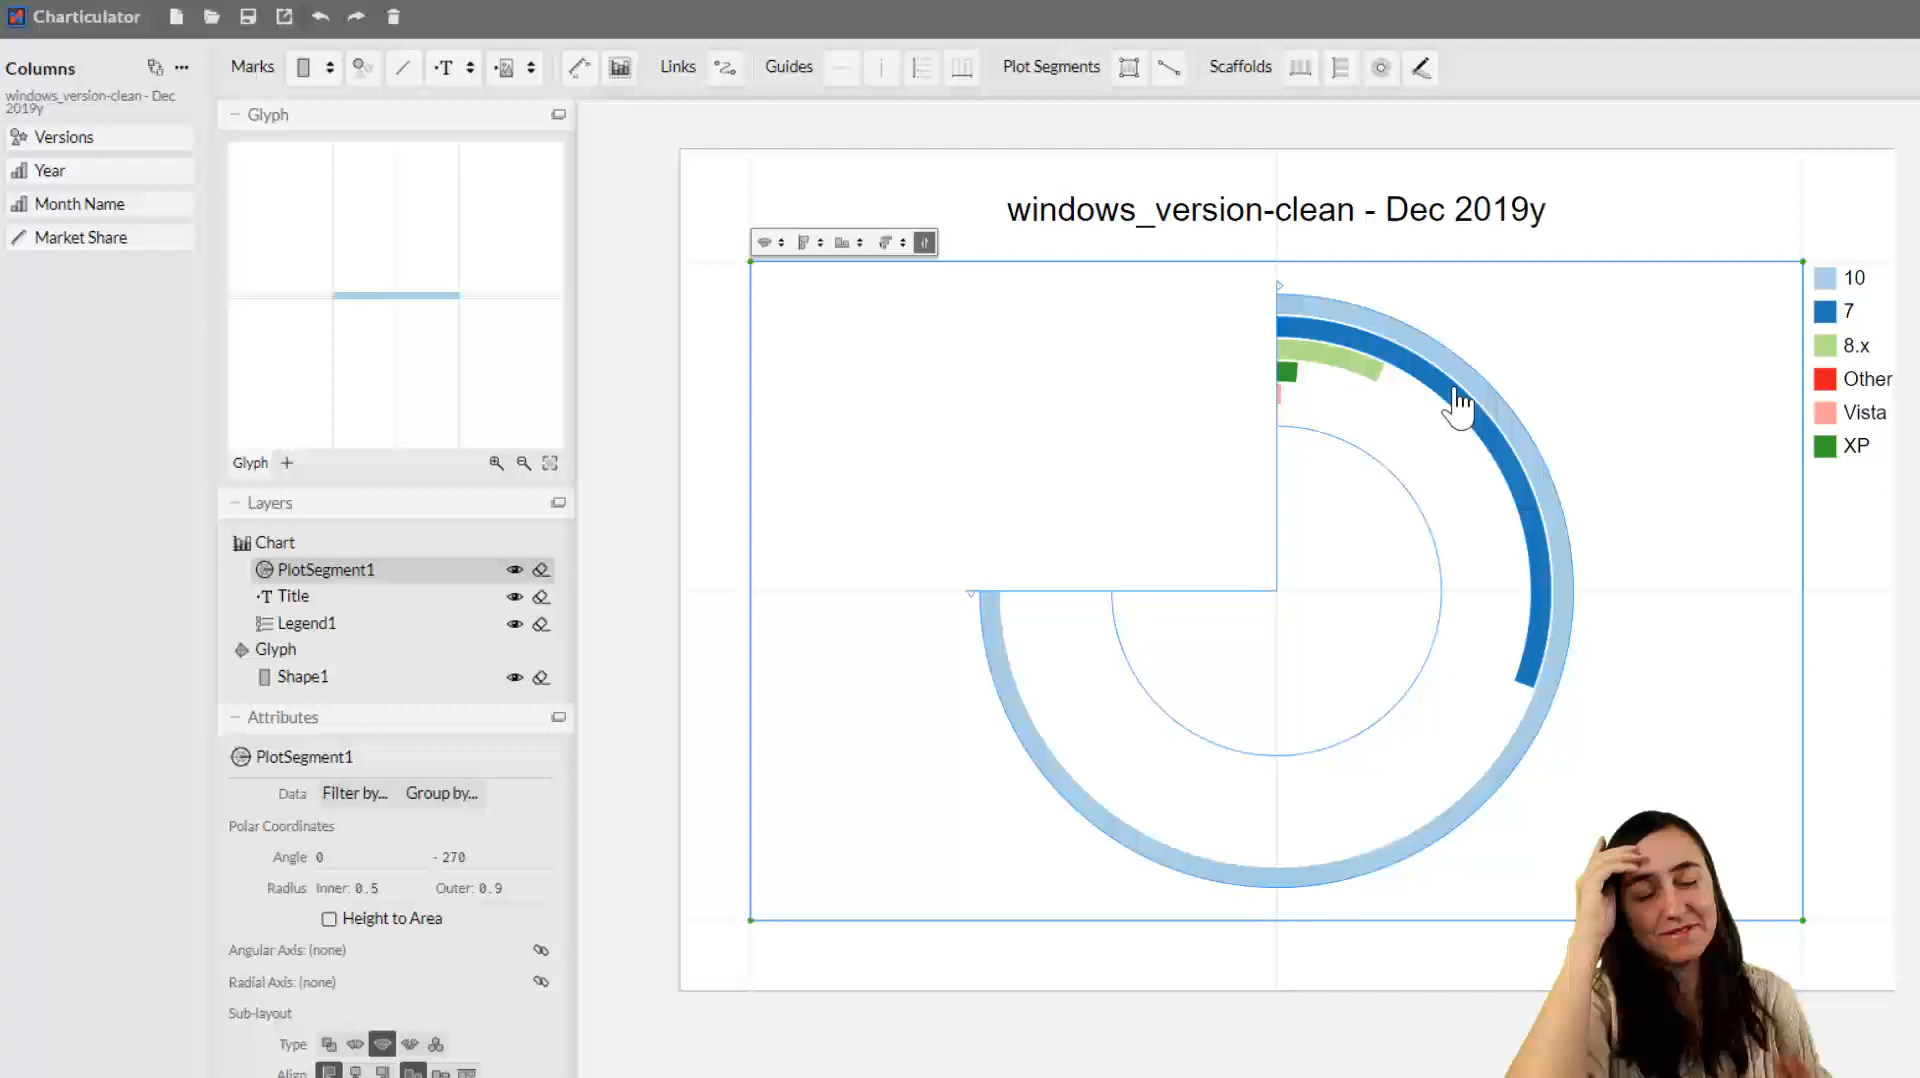 Charticulator
Columns
windows_version-clean - Dec
2019y
Versions
Year
Month Name
Market Share
Marks
T
Links
Guides
Plot Segments
Scaffolds
Glyph
Glyph +
Layers
Chart
PlotSegment1
T Title
Legend1
Glyph
Shape1
Attributes
PlotSegment1
Data Filter by... Group by...
Polar Coordinates
Angle 0 - 270
Radius Inner: 0.5 Outer: 0.9
Height to Area
Angular Axis: (none)
Radial Axis: (none)
Sub-layout
Type
Align
windows_version-clean - Dec 2019y
10
7
8.x
Other
Vista
XP